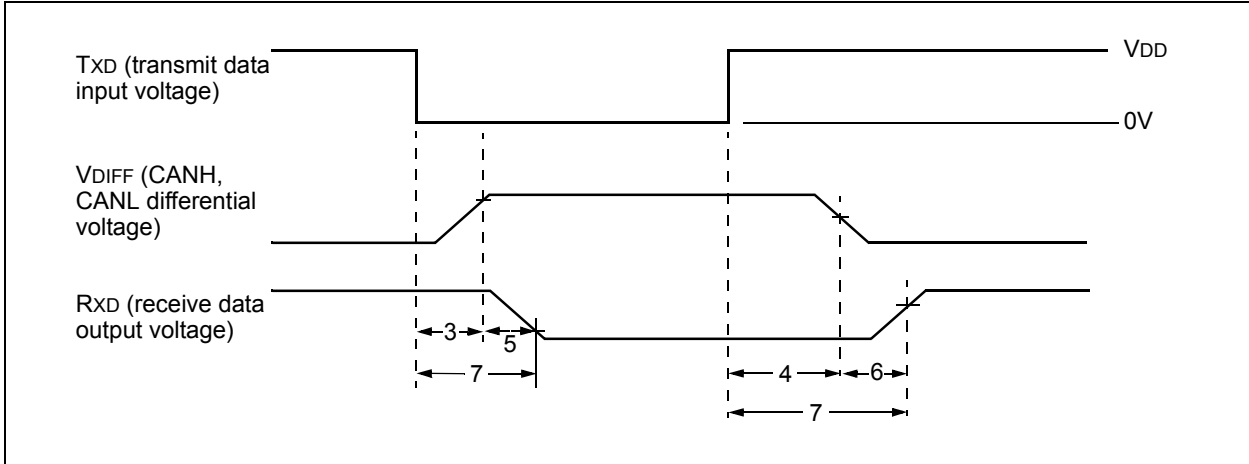 TXD (transmit data
input voltage)
VDD
0V
VDIFF (CANH,
CANL differential
voltage)
RXD (receive data
output voltage)
3
5
7
4
6
7